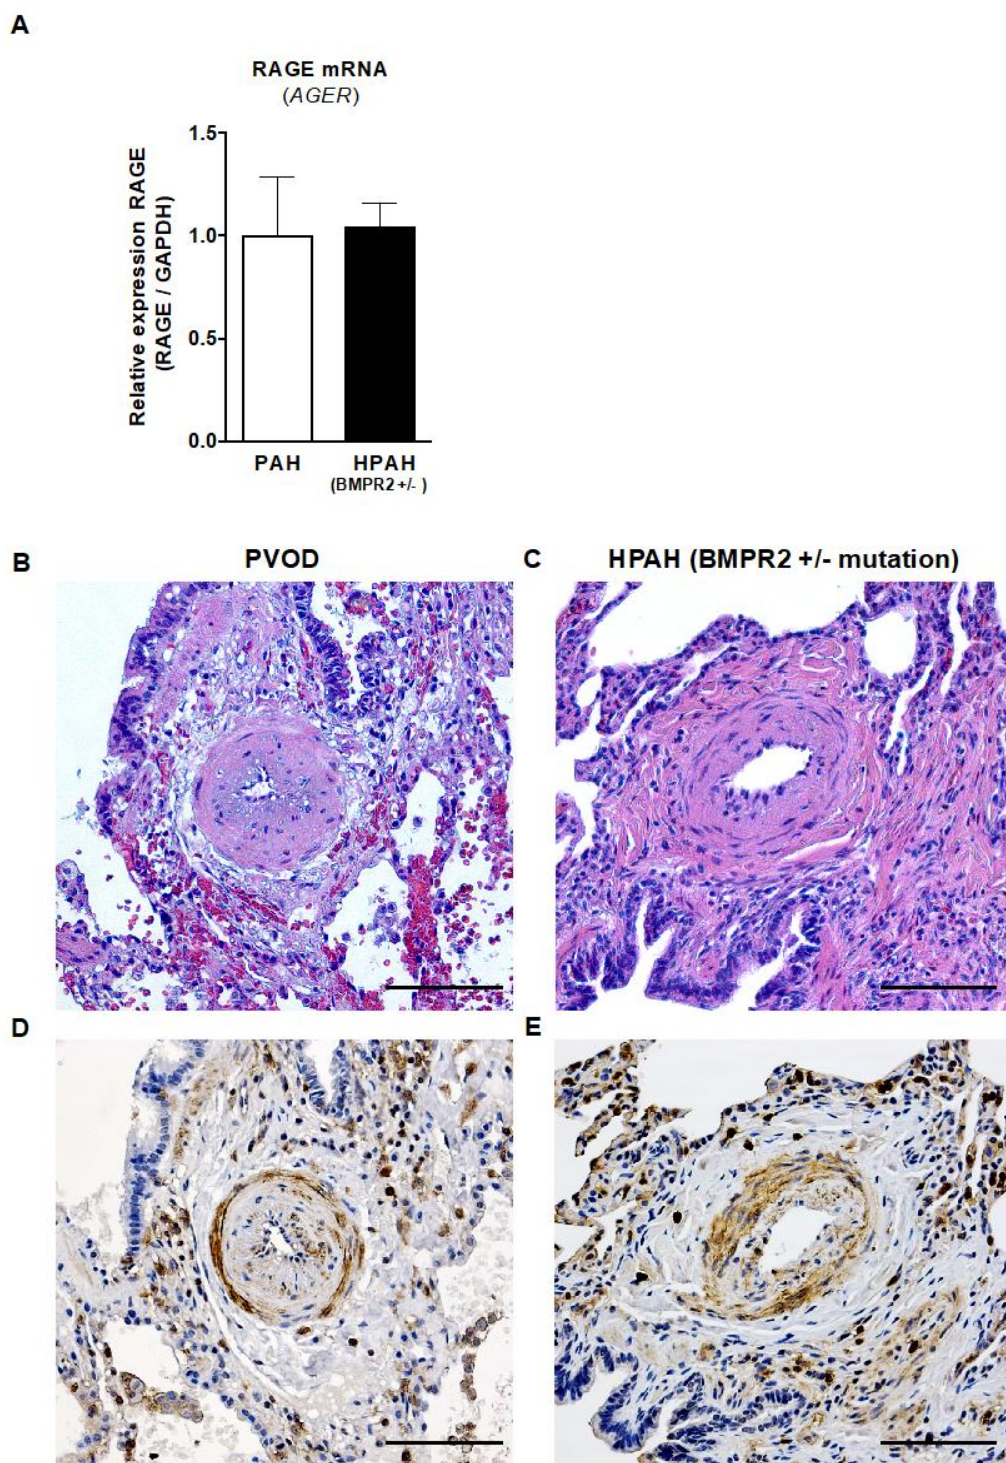 A
RAGE mRNA
(AGER)
Relative expression RAGE
(RAGE / GAPDH)
1.5
1.0
0.5
0.0
PAH
HPAH
(BMPR2 +/- )
B
PVOD
C
HPAH (BMPR2 +/- mutation)
D
E